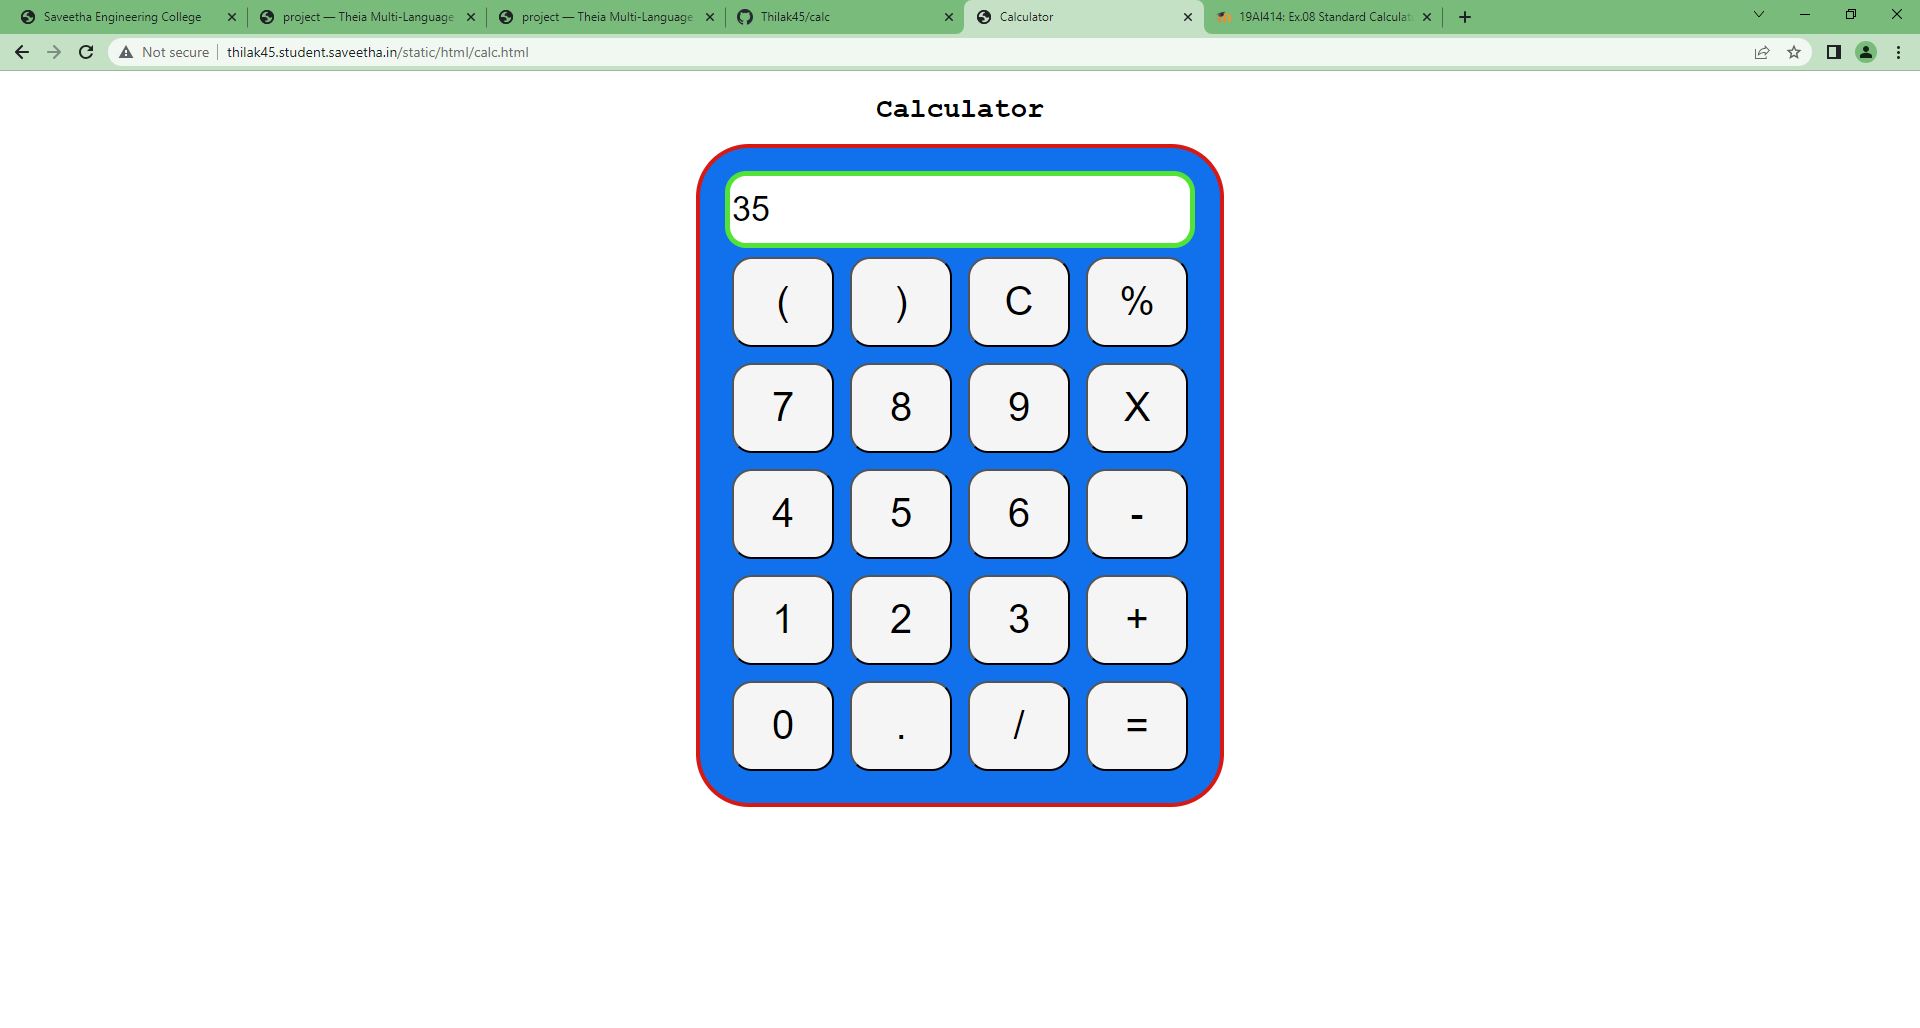 Saveetha Engineering College
project — Theia Multi-Language
project — Theia Multi-Language
Thilak45/calc
Calculator
19AI414: Ex.08 Standard Calculat
Not secure
thilak45.student.saveetha.in/static/html/calc.html
Calculator
35
( ) C %
7 8 9 X
4 5 6 -
1 2 3 +
0 . / =